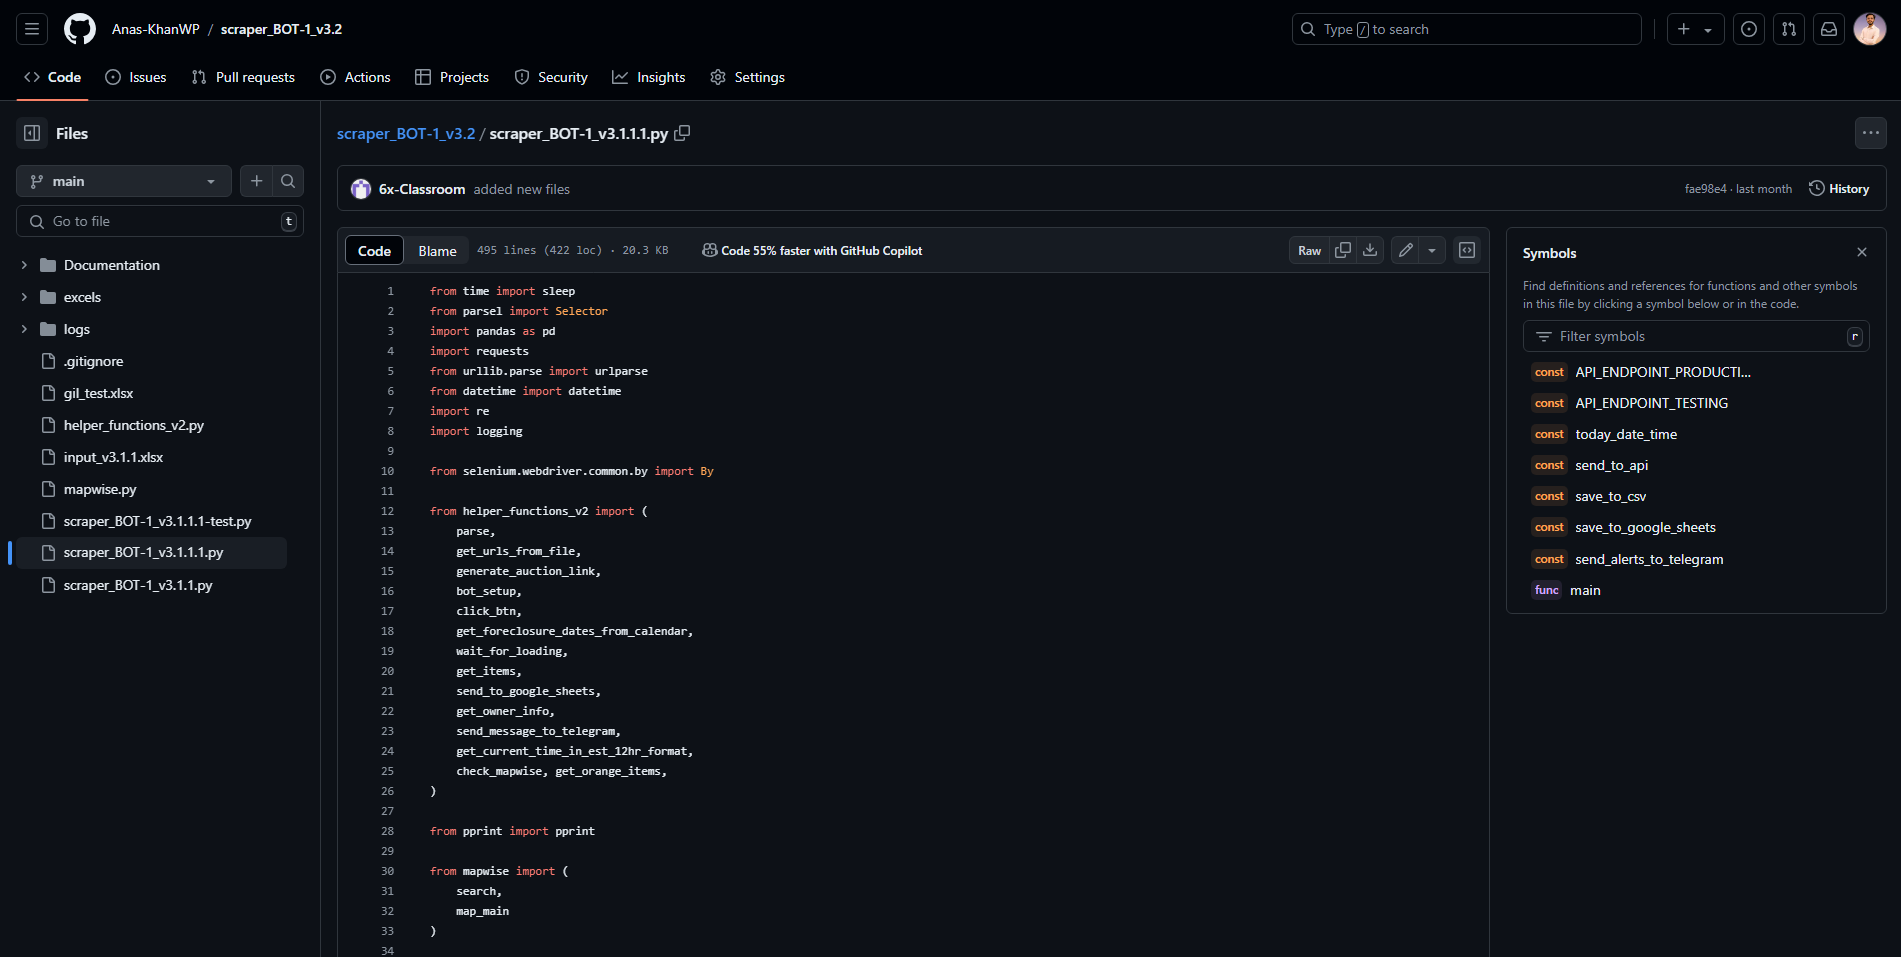 Anas-KhanWP / scraper_BOT-1_v3.2
Type / to search
Code
Issues
Pull requests
Actions
Projects
Security
Insights
Settings
Files
main
Go to file
t
Documentation
excels
logs
.gitignore
gil_test.xlsx
helper_functions_v2.py
input_v3.1.1.xlsx
mapwise.py
scraper_BOT-1_v3.1.1.1-test.py
scraper_BOT-1_v3.1.1.1.py
scraper_BOT-1_v3.1.1.py
scraper_BOT-1_v3.2 / scraper_BOT-1_v3.1.1.1.py
6x-Classroom added new files
fae98e4 · last month
History
Code
Blame
495 lines (422 loc) · 20.3 KB
Code 55% faster with GitHub Copilot
Raw
1 from time import sleep
2 from parsel import Selector
3 import pandas as pd
4 import requests
5 from urllib.parse import urlparse
6 from datetime import datetime
7 import re
8 import logging
9
10 from selenium.webdriver.common.by import By
11
12 from helper_functions_v2 import (
13 parse,
14 get_urls_from_file,
15 generate_auction_link,
16 bot_setup,
17 click_btn,
18 get_foreclosure_dates_from_calendar,
19 wait_for_loading,
20 get_items,
21 send_to_google_sheets,
22 get_owner_info,
23 send_message_to_telegram,
24 get_current_time_in_est_12hr_format,
25 check_mapwise, get_orange_items,
26 )
27
28 from pprint import pprint
29
30 from mapwise import (
31 search,
32 map_main
33 )
34
Symbols
Find definitions and references for functions and other symbols
in this file by clicking a symbol below or in the code.
Filter symbols
r
const API_ENDPOINT_PRODUCTI...
const API_ENDPOINT_TESTING
const today_date_time
const send_to_api
const save_to_csv
const save_to_google_sheets
const send_alerts_to_telegram
func main